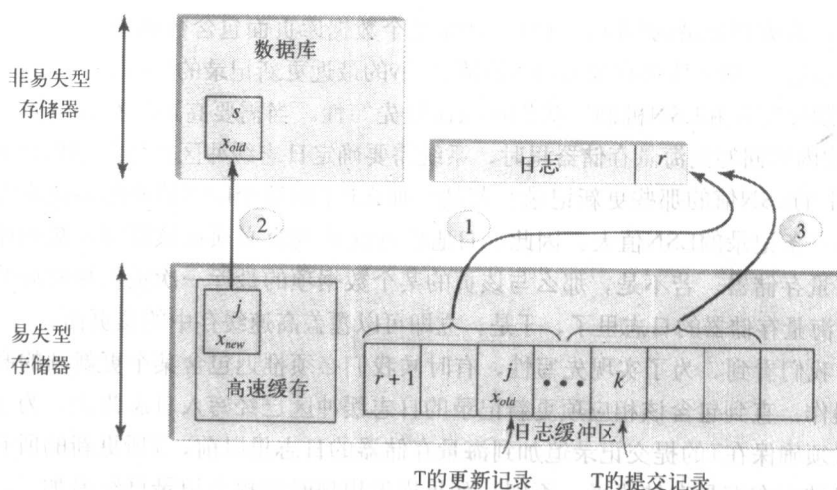 数据库
非易失型
存储器
s
x_old
日志
r
1
2
3
易失型
存储器
j
x_new
高速缓存
r+1
j
x_old
•••
k
日志缓冲区
T的更新记录
T的提交记录